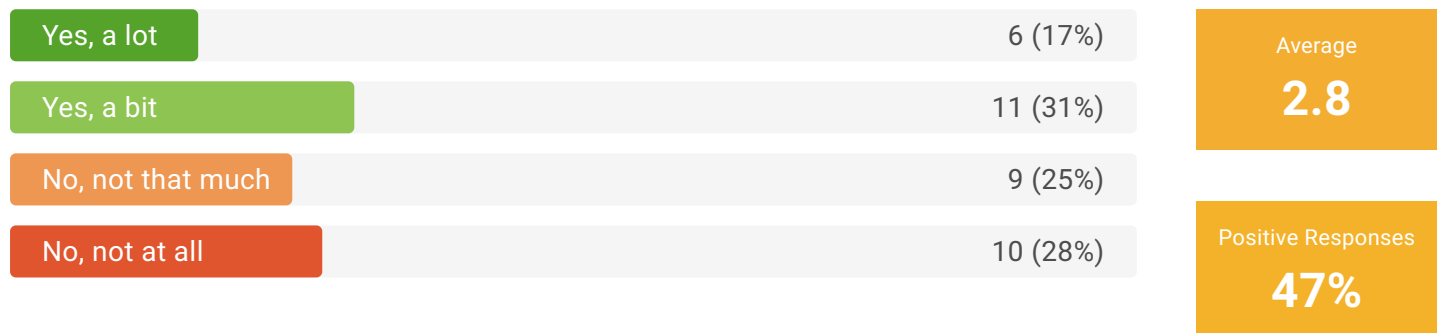 Yes, a lot 6 (17%)
Yes, a bit 11 (31%)
No, not that much 9 (25%)
No, not at all 10 (28%)
Average
2.8
Positive Responses
47%